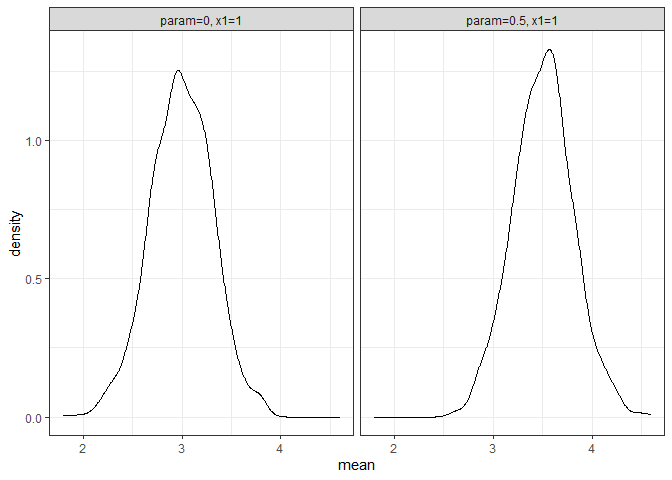 param=0, x1=1
param=0.5, x1=1
density
1.0
0.5
0.0
2
3
4
2
3
4
mean